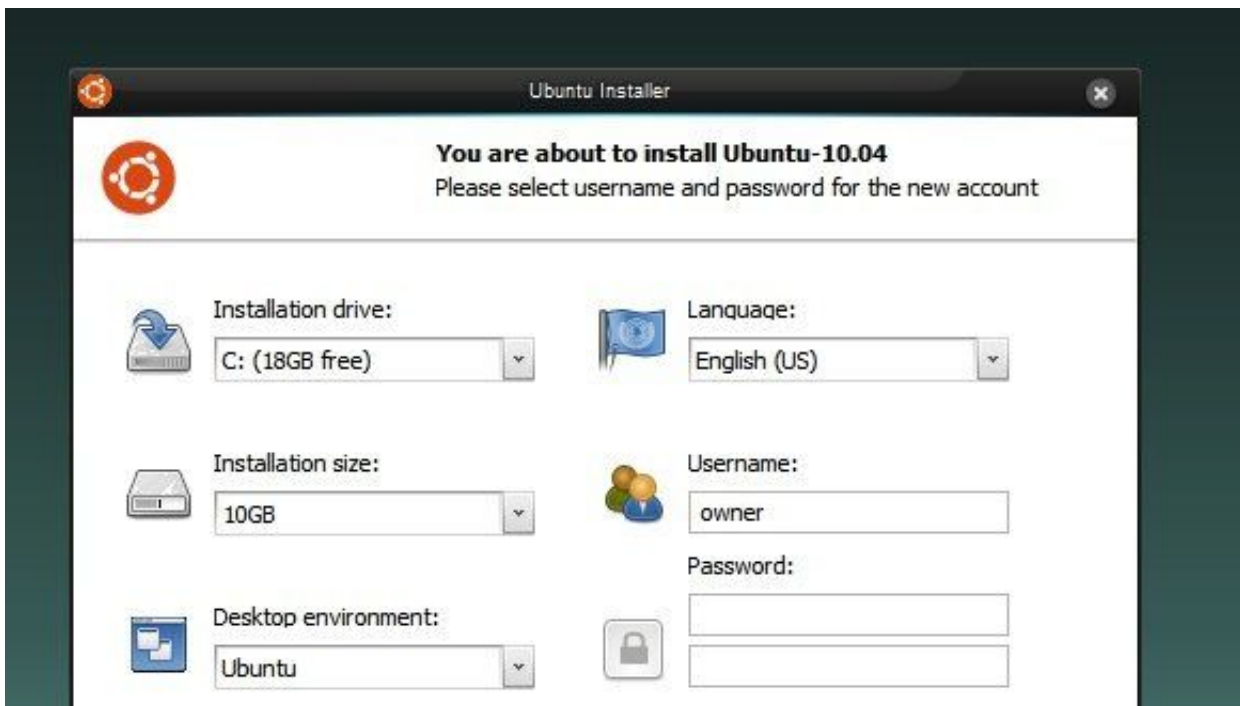 Ubuntu Installer
You are about to install Ubuntu-10.04
Please select username and password for the new account
Installation drive:
C: (18GB free)
Language:
English (US)
Installation size:
10GB
Username:
owner
Password:
Desktop environment:
Ubuntu